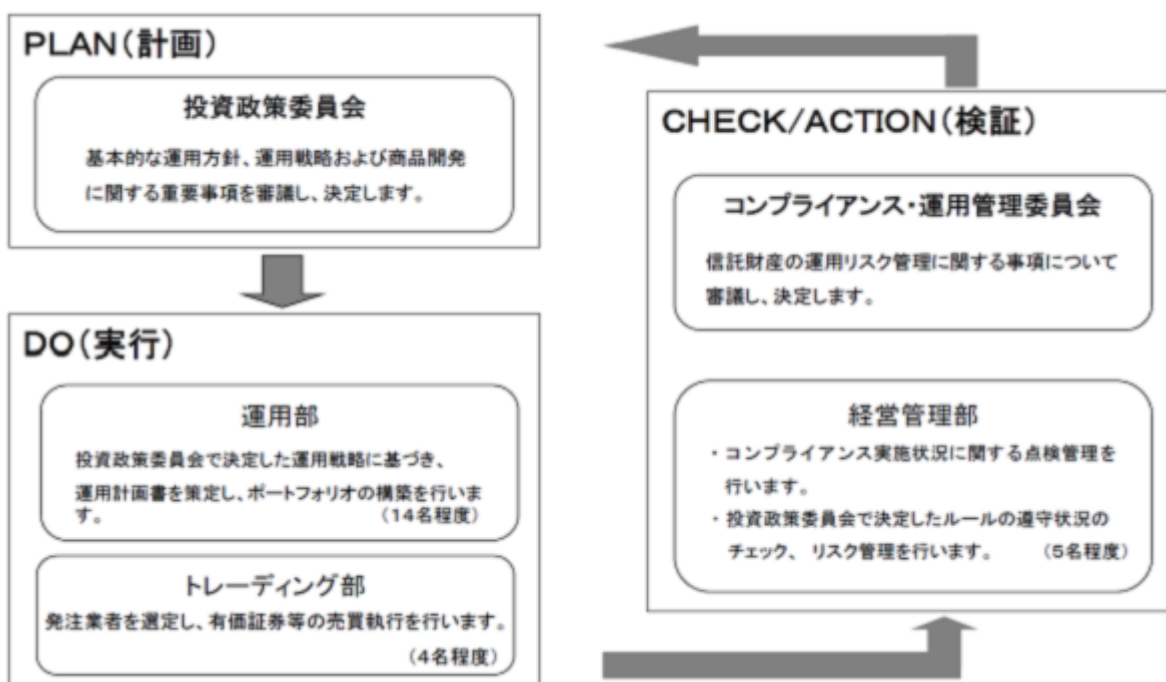 PLAN(計画)
投資政策委員会
基本的な運用方針、運用戦略および商品開発
に関する重要事項を審議し、決定します。
DO(実行)
運用部
投資政策委員会で決定した運用戦略に基づき、
運用計画書を策定し、ポートフォリオの構築を行いま
す。 (14名程度)
トレーディング部
発注業者を選定し、有価証券等の売買執行を行います。
(4名程度)
CHECK/ACTION(検証)
コンプライアンス・運用管理委員会
信託財産の運用リスク管理に関する事項について
審議し、決定します。
経営管理部
・コンプライアンス実施状況に関する点検管理を
行います。
・投資政策委員会で決定したルールの遵守状況の
チェック、 リスク管理を行います。 (5名程度)